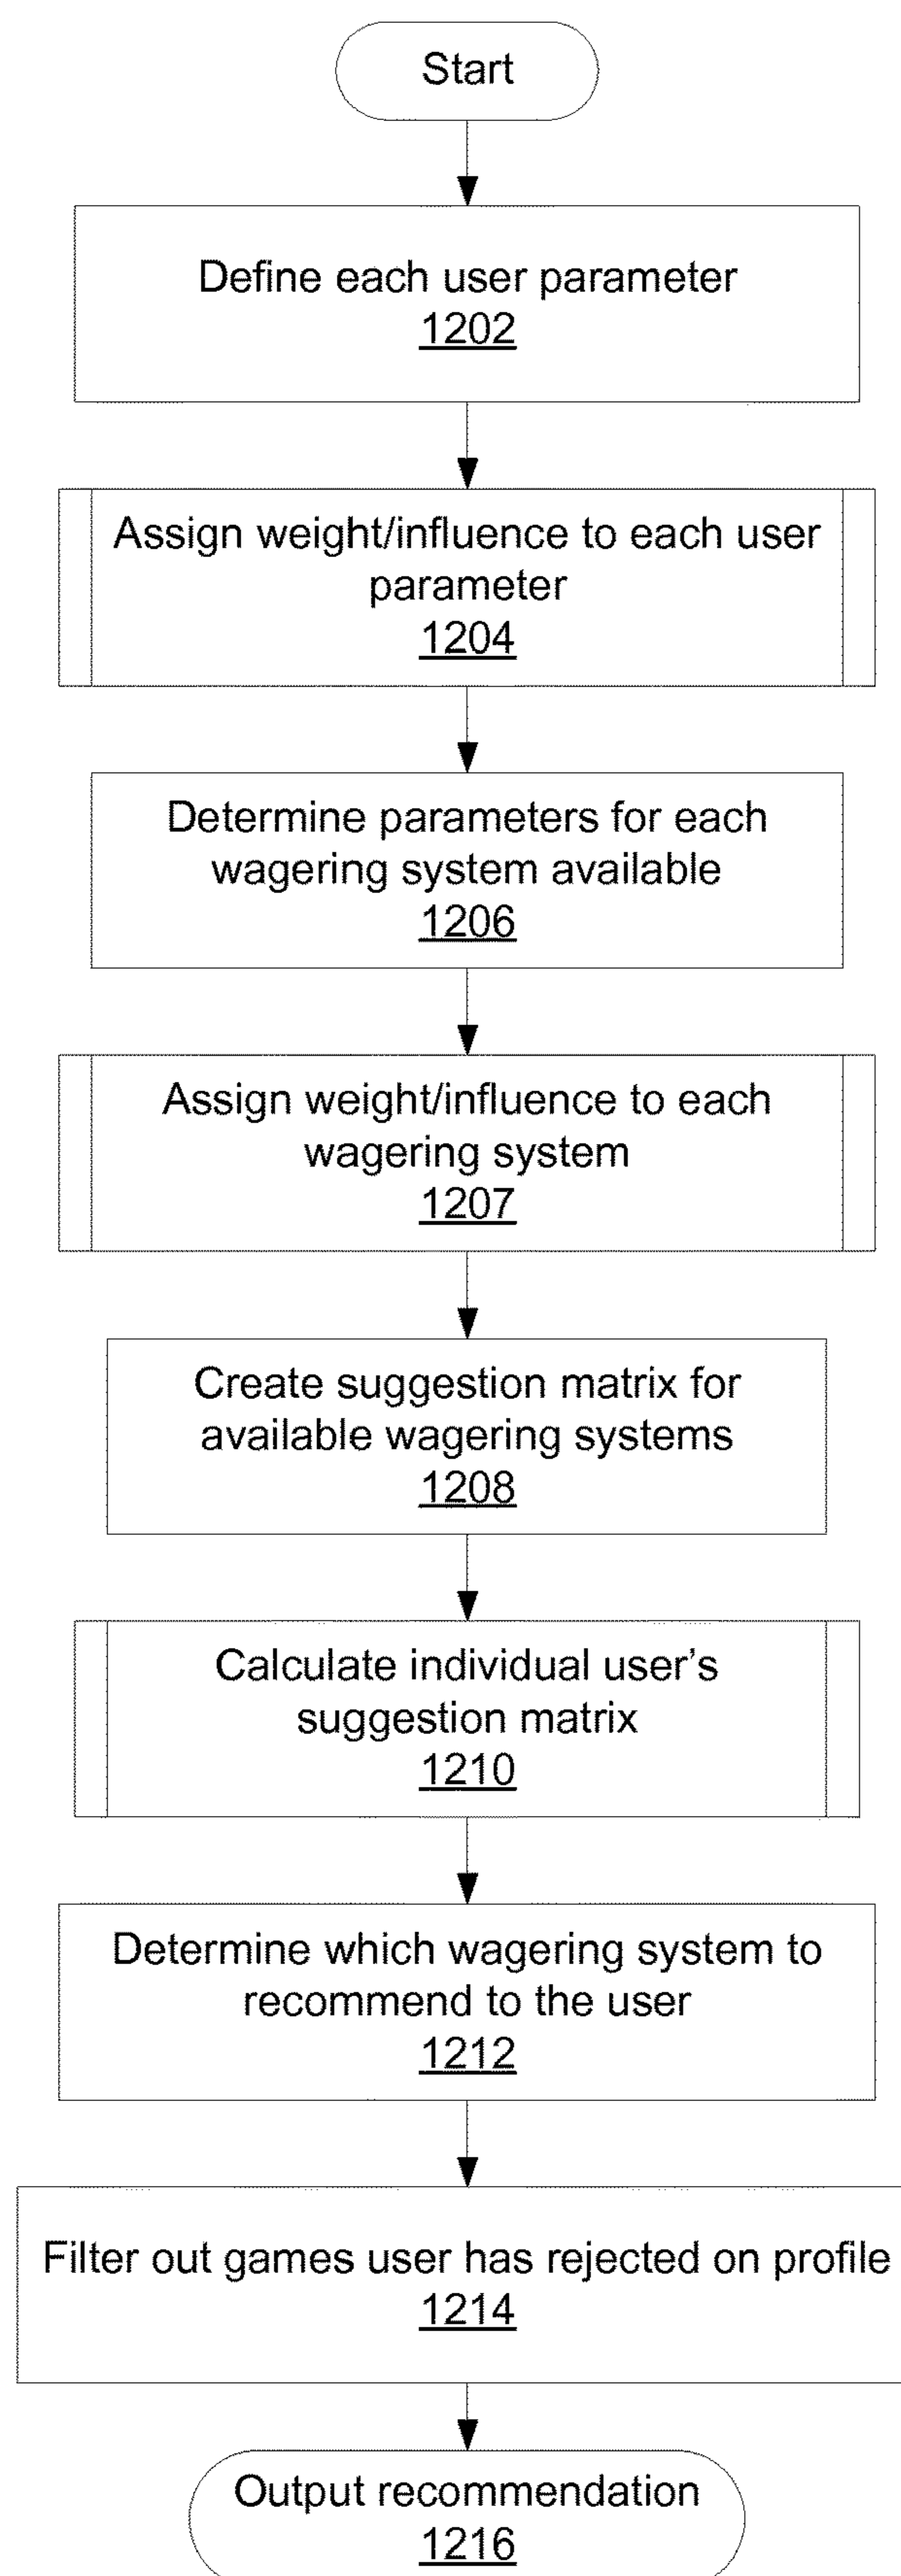 Start
Define each user parameter
1202
Assign weight/influence to each user
parameter
1204
Determine parameters for each
wagering system available
1206
Assign weight/influence to each
wagering system
1207
Create suggestion matrix for
available wagering systems
1208
Calculate individual user’s
suggestion matrix
1210
Determine which wagering system to
recommend to the user
1212
Filter out games user has rejected on profile
1214
Output recommendation
1216